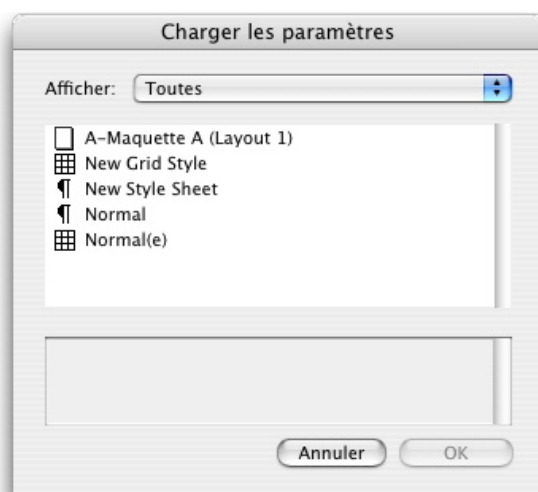 Charger les paramètres
Afficher: Toutes
A-Maquette A (Layout 1)
New Grid Style
¶ New Style Sheet
¶ Normal
Normal(e)
Annuler OK